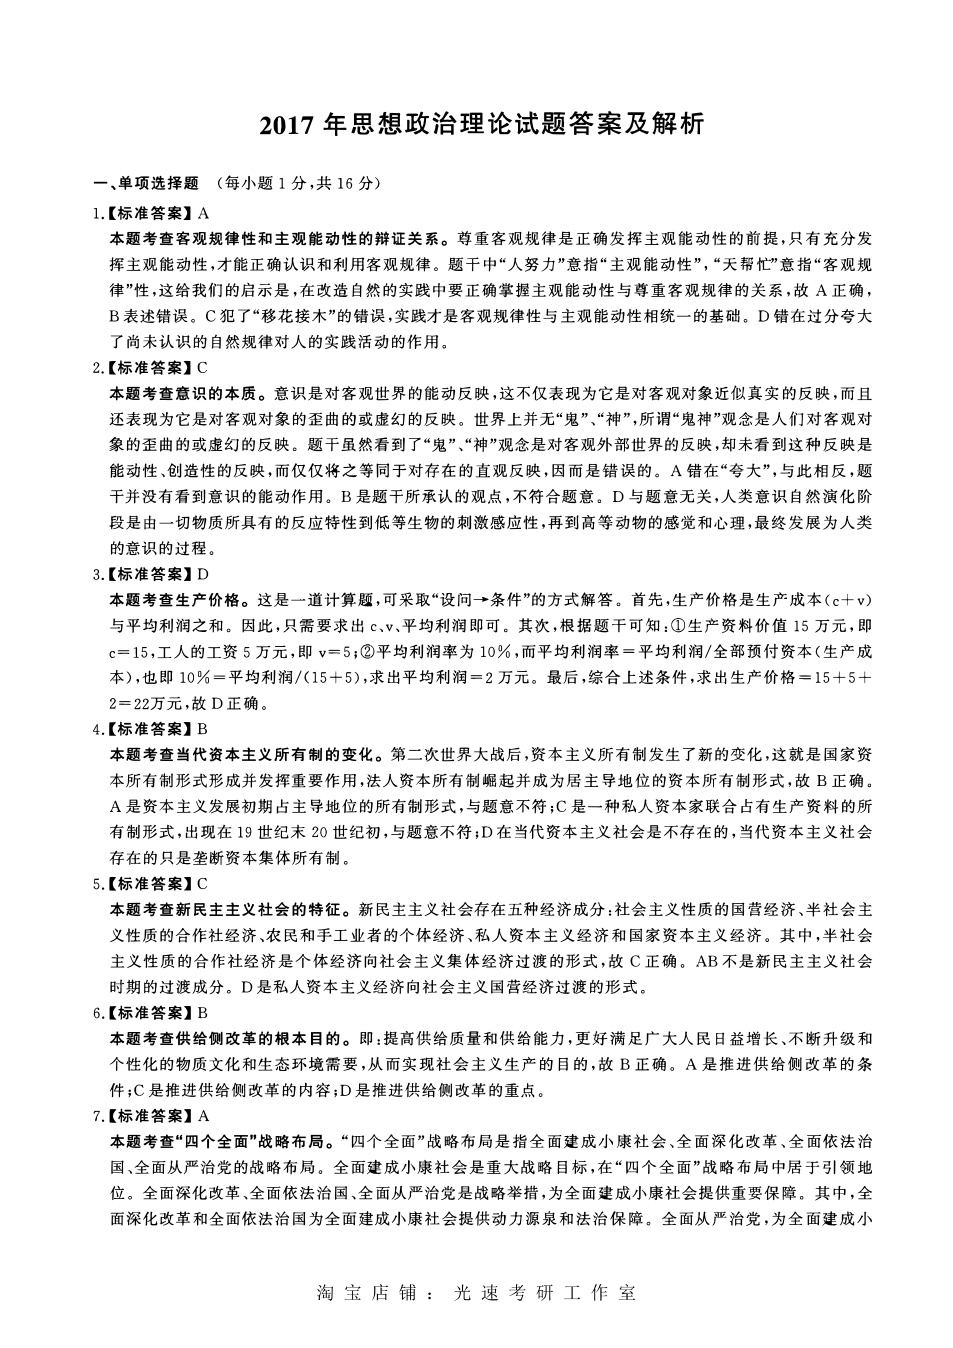 2017 年思想政治理论试题答案及解析
一、单项选择题 （每小题 1 分,共 16 分）
1.【标准答案】A
本题考查客观规律性和主观能动性的辩证关系。尊重客观规律是正确发挥主观能动性的前提,只有充分发
挥主观能动性,才能正确认识和利用客观规律。题干中“人努力”意指“主观能动性”,“天帮忙”意指“客观规
律”性,这给我们的启示是,在改造自然的实践中要正确掌握主观能动性与尊重客观规律的关系,故 A 正确,
B 表述错误。C 犯了“移花接木”的错误,实践才是客观规律性与主观能动性相统一的基础。D 错在过分夸大
了尚未认识的自然规律对人的实践活动的作用。
2.【标准答案】C
本题考查意识的本质。意识是对客观世界的能动反映,这不仅表现为它是对客观对象近似真实的反映,而且
还表现为它是对客观对象的歪曲的或虚幻的反映。世界上并无“鬼”、“神”,所谓“鬼神”观念是人们对客观对
象的歪曲的或虚幻的反映。题干虽然看到了“鬼”、“神”观念是对客观外部世界的反映,却未看到这种反映是
能动性、创造性的反映,而仅仅将之等同于对存在的直观反映,因而是错误的。A 错在“夸大”,与此相反,题
干并没有看到意识的能动作用。B 是题干所承认的观点,不符合题意。D 与题意无关,人类意识自然演化阶
段是由一切物质所具有的反应特性到低等生物的刺激感应性,再到高等动物的感觉和心理,最终发展为人类
的意识的过程。
3.【标准答案】D
本题考查生产价格。这是一道计算题,可采取“设问→条件”的方式解答。首先,生产价格是生产成本(c＋v)
与平均利润之和。因此,只需要求出 c、v、平均利润即可。其次,根据题干可知:①生产资料价值 15 万元,即
c＝15,工人的工资 5 万元,即 v＝5;②平均利润率为 10％,而平均利润率＝平均利润/全部预付资本(生产成
本),也即 10％＝平均利润/(15＋5),求出平均利润＝2 万元。最后,综合上述条件,求出生产价格＝15＋5＋
2＝22万元,故 D 正确。
4.【标准答案】B
本题考查当代资本主义所有制的变化。第二次世界大战后,资本主义所有制发生了新的变化,这就是国家资
本所有制形式形成并发挥重要作用,法人资本所有制崛起并成为居主导地位的资本所有制形式,故 B 正确。
A 是资本主义发展初期占主导地位的所有制形式,与题意不符;C 是一种私人资本家联合占有生产资料的所
有制形式,出现在 19 世纪末 20 世纪初,与题意不符;D 在当代资本主义社会是不存在的,当代资本主义社会
存在的只是垄断资本集体所有制。
5.【标准答案】C
本题考查新民主主义社会的特征。新民主主义社会存在五种经济成分:社会主义性质的国营经济、半社会主
义性质的合作社经济、农民和手工业者的个体经济、私人资本主义经济和国家资本主义经济。其中,半社会
主义性质的合作社经济是个体经济向社会主义集体经济过渡的形式,故 C 正确。AB 不是新民主主义社会
时期的过渡成分。D 是私人资本主义经济向社会主义国营经济过渡的形式。
6.【标准答案】B
本题考查供给侧改革的根本目的。即:提高供给质量和供给能力,更好满足广大人民日益增长、不断升级和
个性化的物质文化和生态环境需要,从而实现社会主义生产的目的,故 B 正确。A 是推进供给侧改革的条
件;C 是推进供给侧改革的内容;D 是推进供给侧改革的重点。
7.【标准答案】A
本题考查“四个全面”战略布局。“四个全面”战略布局是指全面建成小康社会、全面深化改革、全面依法治
国、全面从严治党的战略布局。全面建成小康社会是重大战略目标,在“四个全面”战略布局中居于引领地
位。全面深化改革、全面依法治国、全面从严治党是战略举措,为全面建成小康社会提供重要保障。其中,全
面深化改革和全面依法治国为全面建成小康社会提供动力源泉和法治保障。全面从严治党,为全面建成小
淘宝店铺：光速考研工作室